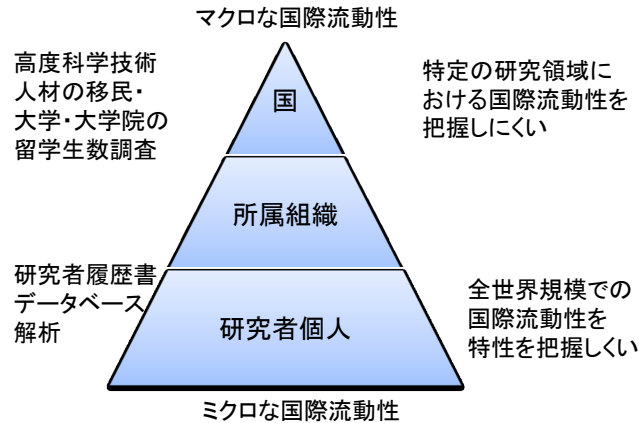 マクロな国際流動性
高度科学技術
人材の移民・
大学・大学院の
留学生数調査
国
特定の研究領域に
おける国際流動性を
把握しにくい
所属組織
研究者履歴書
データベース
解析
研究者個人
全世界規模での
国際流動性を
特性を把握しくい
ミクロな国際流動性